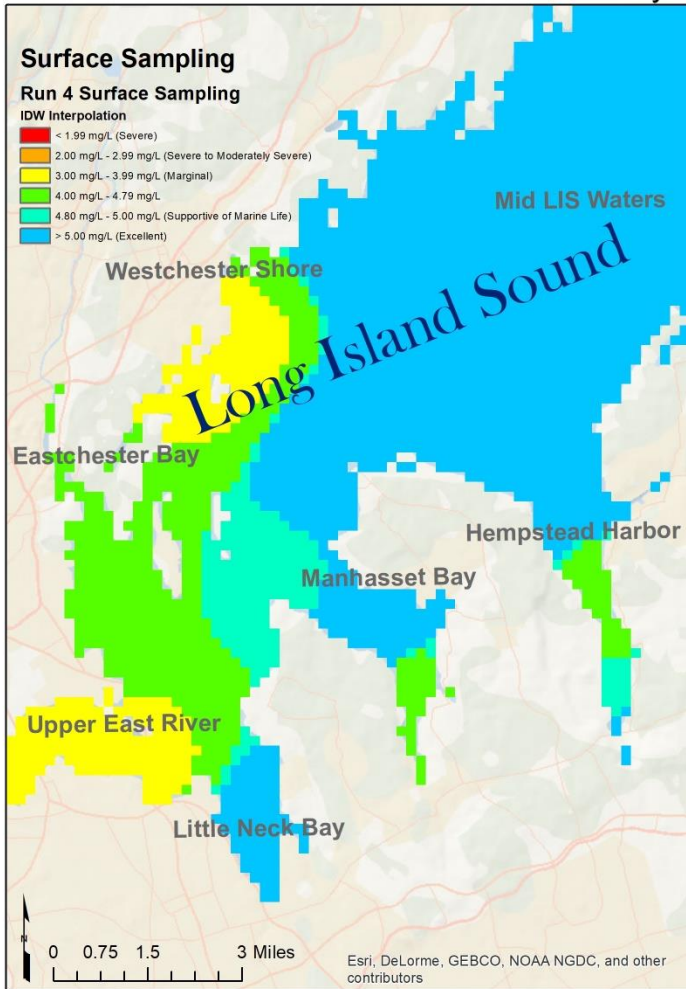 Surface Sampling
Run 4 Surface Sampling
IDW Interpolation
< 1.99 mg/L (Severe)
2.00 mg/L - 2.99 mg/L (Severe to Moderately Severe)
3.00 mg/L - 3.99 mg/L (Marginal)
4.00 mg/L - 4.79 mg/L
4.80 mg/L - 5.00 mg/L (Supportive of Marine Life)
> 5.00 mg/L (Excellent)
Mid LIS Waters
Westchester Shore
Long Island Sound
Eastchester Bay
Hempstead Harbor
Manhasset Bay
Upper East River
Little Neck Bay
N
0 0.75 1.5 3 Miles
Esri, DeLorme, GEBCO, NOAA NGDC, and other
contributors